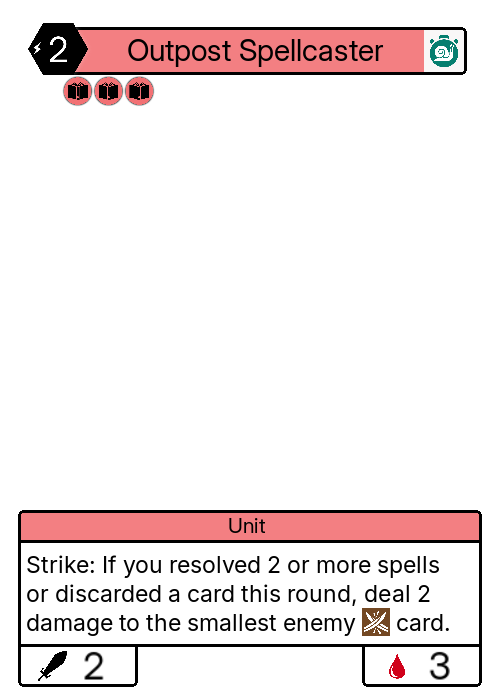 2 Outpost Spellcaster
Unit
Strike: If you resolved 2 or more spells
or discarded a card this round, deal 2
damage to the smallest enemy card.
2 3